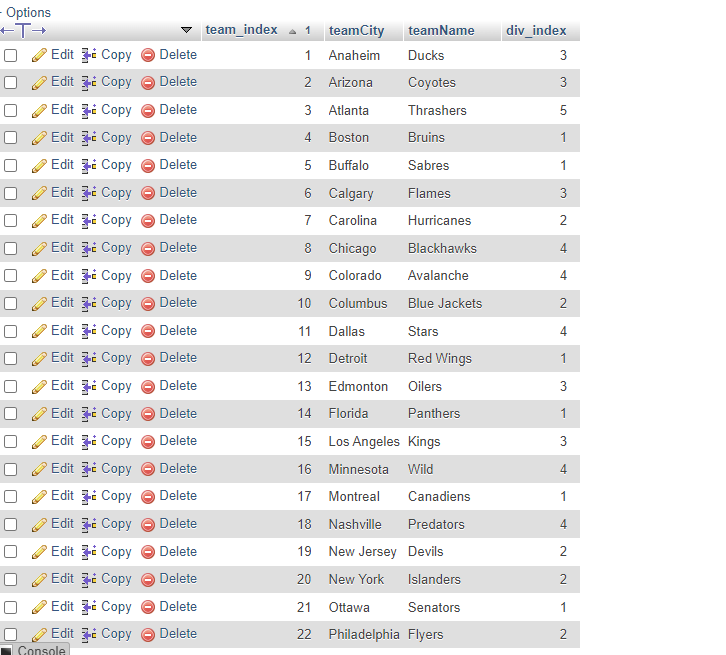 - Options
←T→ ▼ team_index ▲ 1 teamCity teamName div_index
Edit Copy Delete 1 Anaheim Ducks 3
Edit Copy Delete 2 Arizona Coyotes 3
Edit Copy Delete 3 Atlanta Thrashers 5
Edit Copy Delete 4 Boston Bruins 1
Edit Copy Delete 5 Buffalo Sabres 1
Edit Copy Delete 6 Calgary Flames 3
Edit Copy Delete 7 Carolina Hurricanes 2
Edit Copy Delete 8 Chicago Blackhawks 4
Edit Copy Delete 9 Colorado Avalanche 4
Edit Copy Delete 10 Columbus Blue Jackets 2
Edit Copy Delete 11 Dallas Stars 4
Edit Copy Delete 12 Detroit Red Wings 1
Edit Copy Delete 13 Edmonton Oilers 3
Edit Copy Delete 14 Florida Panthers 1
Edit Copy Delete 15 Los Angeles Kings 3
Edit Copy Delete 16 Minnesota Wild 4
Edit Copy Delete 17 Montreal Canadiens 1
Edit Copy Delete 18 Nashville Predators 4
Edit Copy Delete 19 New Jersey Devils 2
Edit Copy Delete 20 New York Islanders 2
Edit Copy Delete 21 Ottawa Senators 1
Edit Copy Delete 22 Philadelphia Flyers 2
Console